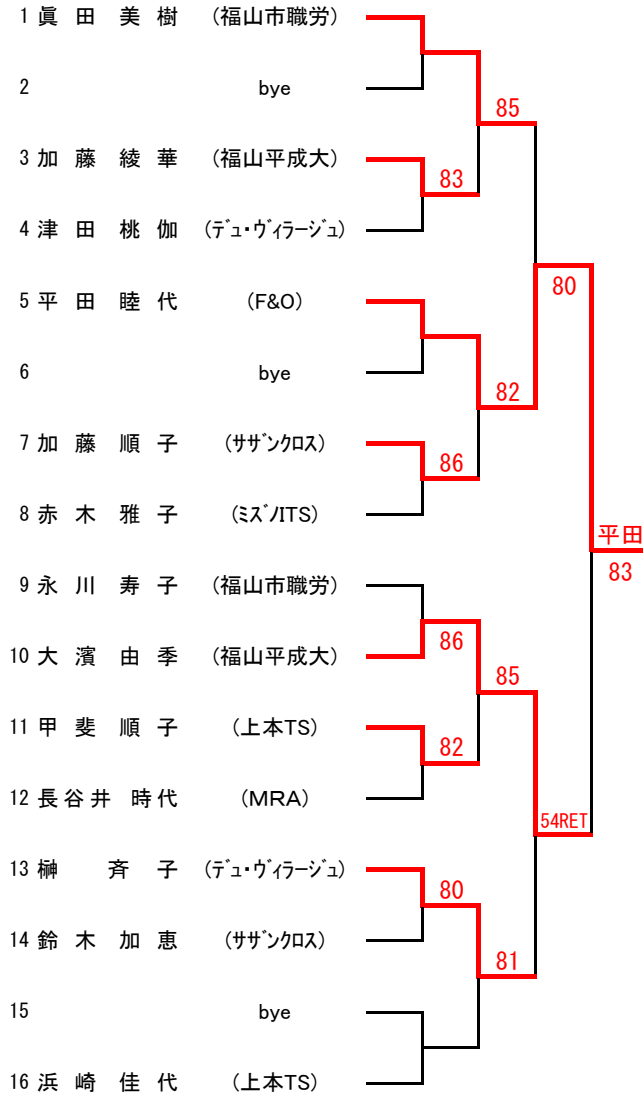 1 眞田美樹 (福山市職労)
85
2 bye
3 加藤綾華 (福山平成大)
83
4 津田桃伽 (デュ・ヴィラージュ)
80
5 平田睦代 (F&O)
6 bye
82
7 加藤順子 (サザンクロス)
86
8 赤木雅子 (ミズノITS)
平田
83
9 永川寿子 (福山市職労)
86
10 大濱由季 (福山平成大)
85
11 甲斐順子 (上本TS)
82
12 長谷井時代 (MRA)
54RET
13 榊斉子 (デュ・ヴィラージュ)
80
14 鈴木加恵 (サザンクロス)
81
15 bye
16 浜崎佳代 (上本TS)